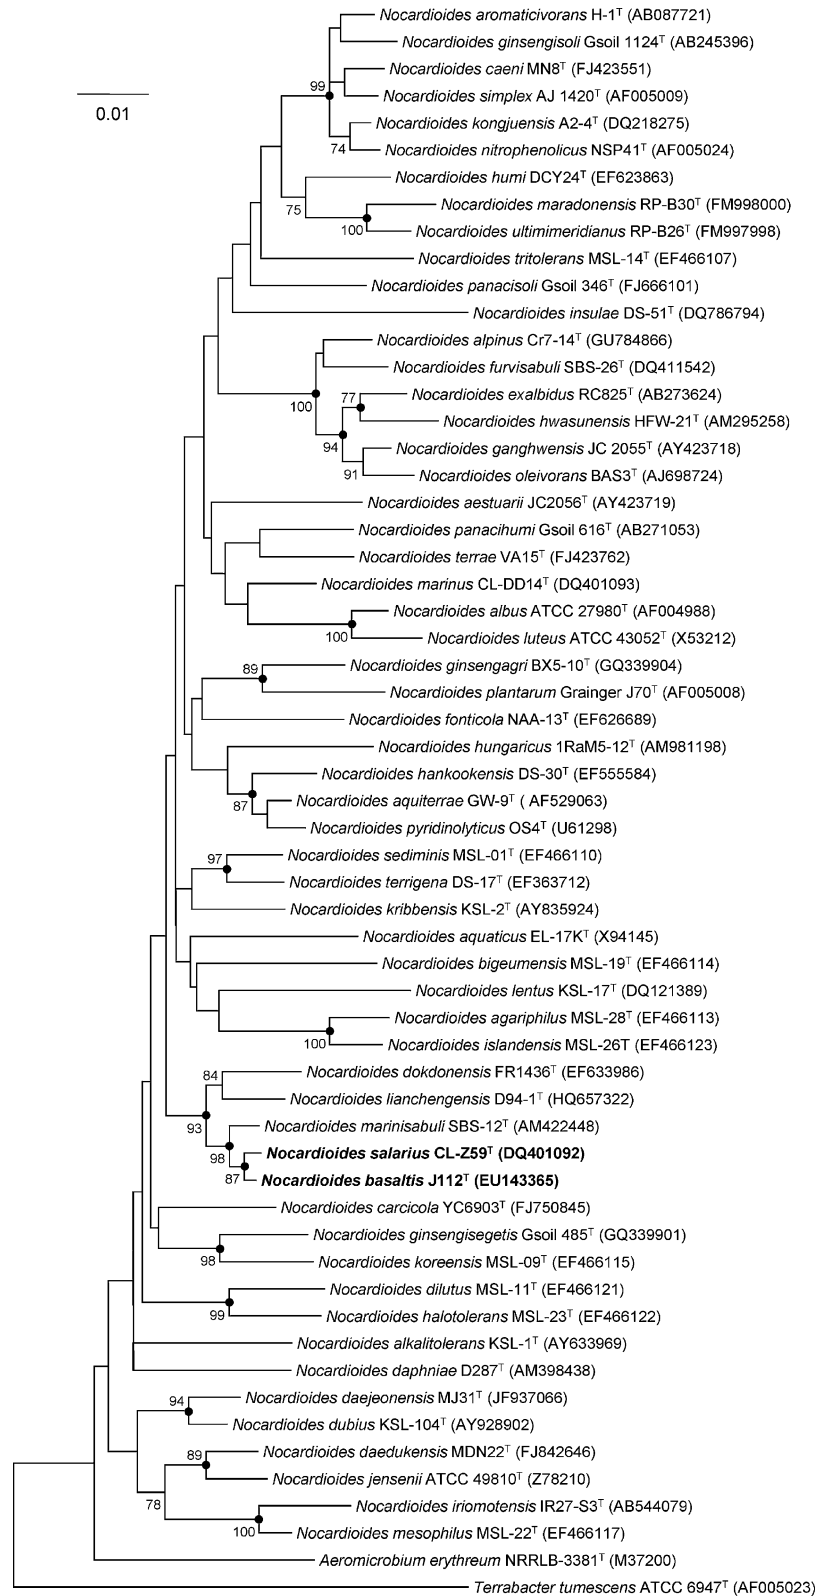 Nocardioides aromaticivorans H-1ᵀ (AB087721)
Nocardioides ginsengisoli Gsoil 1124ᵀ (AB245396)
Nocardioides caeni MN8ᵀ (FJ423551)
99
Nocardioides simplex AJ 1420ᵀ (AF005009)
0.01
Nocardioides kongjuensis A2-4ᵀ (DQ218275)
74
Nocardioides nitrophenolicus NSP41ᵀ (AF005024)
Nocardioides humi DCY24ᵀ (EF623863)
75
Nocardioides maradonensis RP-B30ᵀ (FM998000)
100
Nocardioides ultimimeridianus RP-B26ᵀ (FM997998)
Nocardioides tritolerans MSL-14ᵀ (EF466107)
Nocardioides panacisoli Gsoil 346ᵀ (FJ666101)
Nocardioides insulae DS-51ᵀ (DQ786794)
Nocardioides alpinus Cr7-14ᵀ (GU784866)
Nocardioides furvisabuli SBS-26ᵀ (DQ411542)
100
77
Nocardioides exalbidus RC825ᵀ (AB273624)
Nocardioides hwasunensis HFW-21ᵀ (AM295258)
94
Nocardioides ganghwensis JC 2055ᵀ (AY423718)
91
Nocardioides oleivorans BAS3ᵀ (AJ698724)
Nocardioides aestuarii JC2056ᵀ (AY423719)
Nocardioides panacihumi Gsoil 616ᵀ (AB271053)
Nocardioides terrae VA15ᵀ (FJ423762)
Nocardioides marinus CL-DD14ᵀ (DQ401093)
Nocardioides albus ATCC 27980ᵀ (AF004988)
100
Nocardioides luteus ATCC 43052ᵀ (X53212)
89
Nocardioides ginsengagri BX5-10ᵀ (GQ339904)
Nocardioides plantarum Grainger J70ᵀ (AF005008)
Nocardioides fonticola NAA-13ᵀ (EF626689)
Nocardioides hungaricus 1RaM5-12ᵀ (AM981198)
Nocardioides hankookensis DS-30ᵀ (EF555584)
87
Nocardioides aquiterrae GW-9ᵀ ( AF529063)
Nocardioides pyridinolyticus OS4ᵀ (U61298)
97
Nocardioides sediminis MSL-01ᵀ (EF466110)
Nocardioides terrigena DS-17ᵀ (EF363712)
Nocardioides kribbensis KSL-2ᵀ (AY835924)
Nocardioides aquaticus EL-17Kᵀ (X94145)
Nocardioides bigeumensis MSL-19ᵀ (EF466114)
Nocardioides lentus KSL-17ᵀ (DQ121389)
Nocardioides agariphilus MSL-28ᵀ (EF466113)
100
Nocardioides islandensis MSL-26T (EF466123)
84
Nocardioides dokdonensis FR1436ᵀ (EF633986)
Nocardioides lianchengensis D94-1ᵀ (HQ657322)
93
Nocardioides marinisabuli SBS-12ᵀ (AM422448)
98
Nocardioides salarius CL-Z59ᵀ (DQ401092)
87
Nocardioides basaltis J112ᵀ (EU143365)
Nocardioides carcicola YC6903ᵀ (FJ750845)
Nocardioides ginsengisegetis Gsoil 485ᵀ (GQ339901)
98
Nocardioides koreensis MSL-09ᵀ (EF466115)
Nocardioides dilutus MSL-11ᵀ (EF466121)
99
Nocardioides halotolerans MSL-23ᵀ (EF466122)
Nocardioides alkalitolerans KSL-1ᵀ (AY633969)
Nocardioides daphniae D287ᵀ (AM398438)
94
Nocardioides daejeonensis MJ31ᵀ (JF937066)
Nocardioides dubius KSL-104ᵀ (AY928902)
89
Nocardioides daedukensis MDN22ᵀ (FJ842646)
Nocardioides jensenii ATCC 49810ᵀ (Z78210)
78
Nocardioides iriomotensis IR27-S3ᵀ (AB544079)
100
Nocardioides mesophilus MSL-22ᵀ (EF466117)
Aeromicrobium erythreum NRRLB-3381ᵀ (M37200)
Terrabacter tumescens ATCC 6947ᵀ (AF005023)